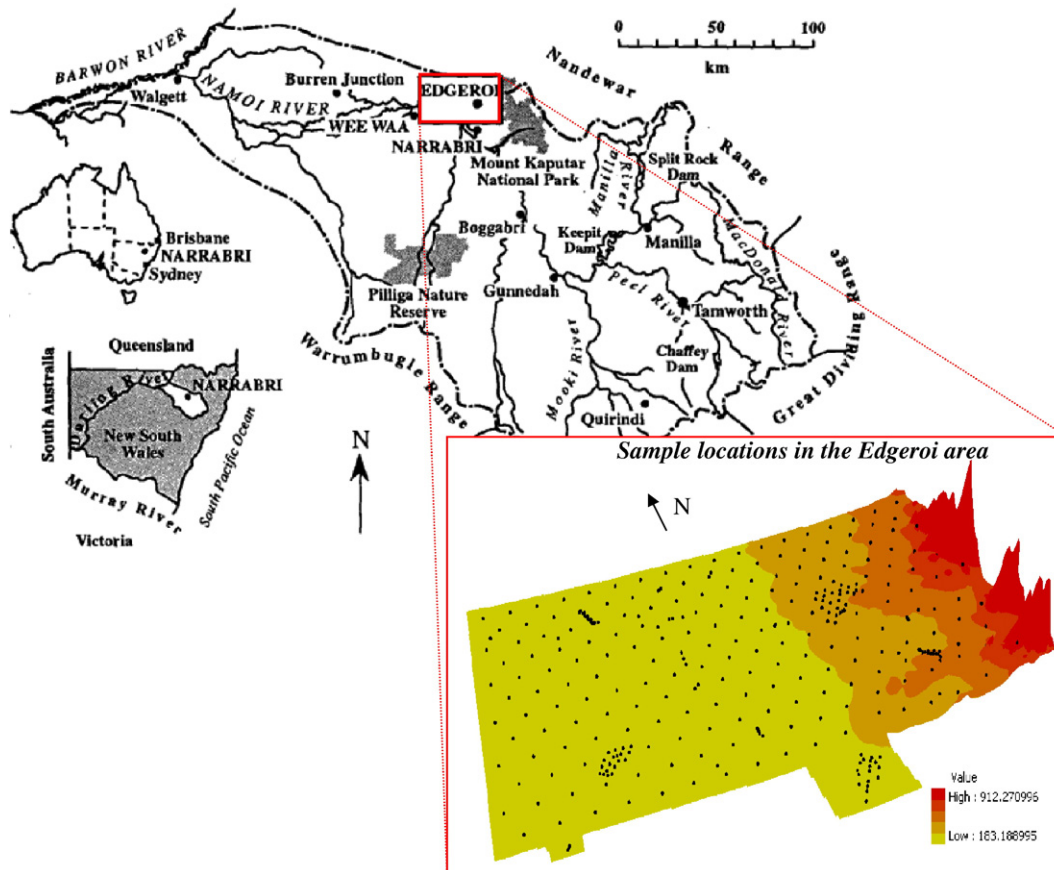 0 50 100
km
BARWON RIVER
Walgett
NAMOI RIVER
Burren Junction
EDGEROI
WEE WAA
NARRABRI
Nandewar
Range
Mount Kaputar
National Park
Manilla
River
Split Rock
Dam
Boggabri
Keepit
Dam
Manilla
MacDonald River
Brisbane
NARRABRI
Sydney
Pilliga Nature
Reserve
Gunnedah
Peel River
Tamworth
Great Dividing Range
Warrumbugle Range
Mooki River
Chaffey
Dam
Quirindi
Queensland
South Australia
Darling River
NARRABRI
New South
Wales
South Pacific Ocean
Murray River
Victoria
N
Sample locations in the Edgeroi area
N
Value
High : 912.270996
Low : 183.188995